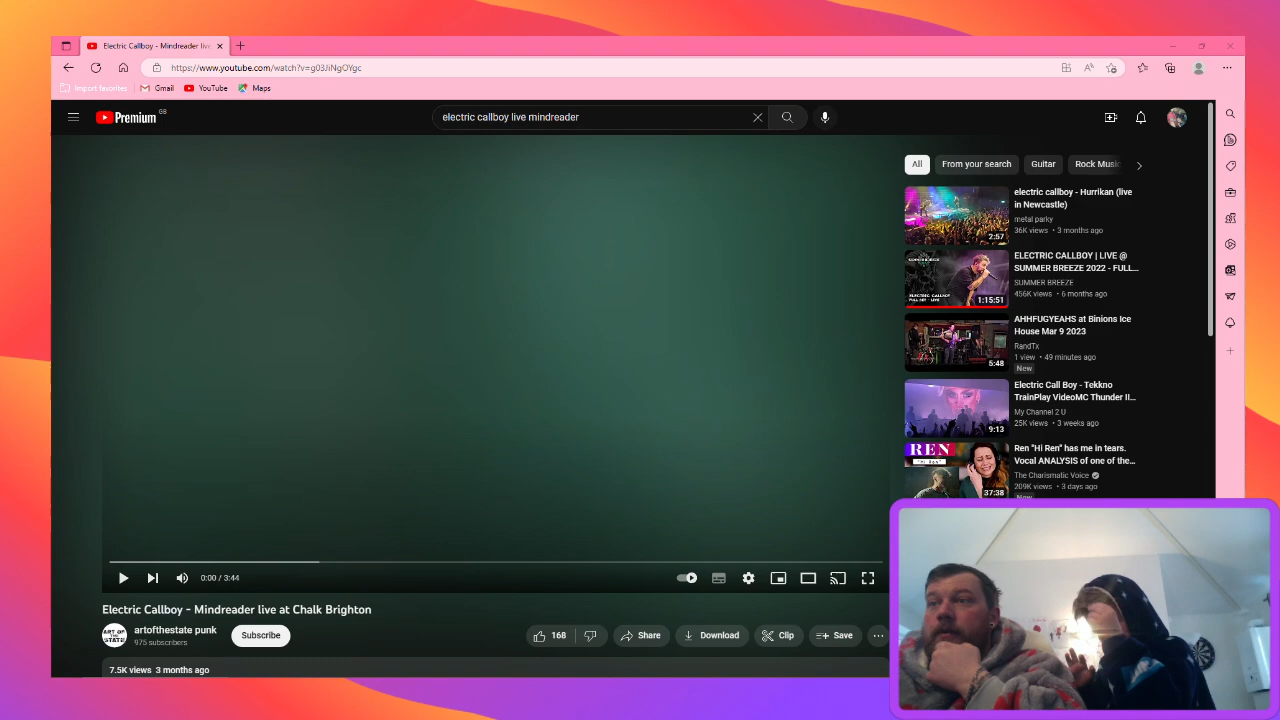 Electric Callboy - Mindreader live
https://www.youtube.com/watch?v=g03JiNgOYgc
Import favorites
Gmail
YouTube
Maps
Premium
GB
electric callboy live mindreader
All
From your search
Guitar
Rock Music
electric callboy - Hurrikan (live
in Newcastle)
metal parky
36K views • 3 months ago
2:57
ELECTRIC CALLBOY | LIVE @
SUMMER BREEZE 2022 - FULL...
SUMMER BREEZE
456K views • 6 months ago
1:15:51
AHHFUGYEAHS at Binions Ice
House Mar 9 2023
RandTx
1 view • 49 minutes ago
New
5:48
Electric Call Boy - Tekkno
TrainPlay VideoMC Thunder II...
My Channel 2 U
25K views • 3 weeks ago
9:13
REN
Ren "Hi Ren" has me in tears.
Vocal ANALYSIS of one of the...
The Charismatic Voice
209K views • 3 days ago
New
37:38
0:00 / 3:44
Electric Callboy - Mindreader live at Chalk Brighton
ART OF
THE
STATE
artofthestate punk
975 subscribers
Subscribe
168
Share
Download
Clip
Save
7.5K views 3 months ago